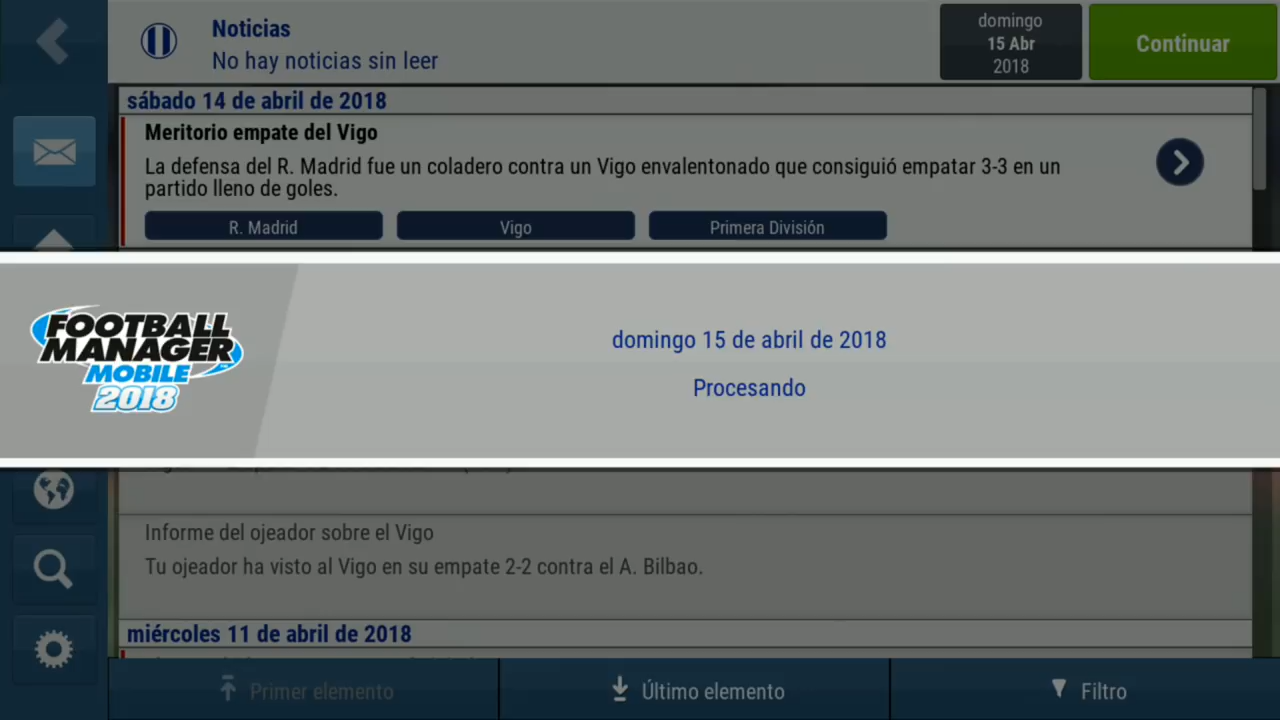 Noticias
No hay noticias sin leer
domingo
15 Abr
2018
Continuar
sábado 14 de abril de 2018
Meritorio empate del Vigo
La defensa del R. Madrid fue un coladero contra un Vigo envalentonado que consiguió empatar 3-3 en un
partido lleno de goles.
R. Madrid
Vigo
Primera División
FOOTBALL
MANAGER
MOBILE
2018
domingo 15 de abril de 2018
Procesando
Informe del ojeador sobre el Vigo
Tu ojeador ha visto al Vigo en su empate 2-2 contra el A. Bilbao.
miércoles 11 de abril de 2018
Primer elemento
Último elemento
Filtro